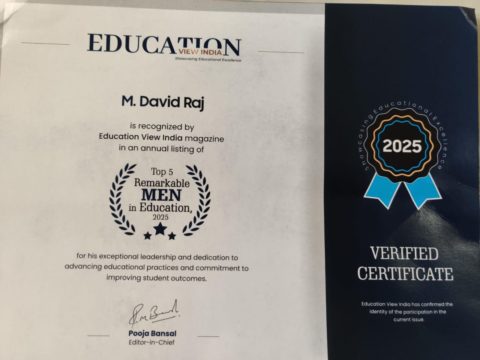 EDUCATION
VIEW INDIA
Showcasing Educational Excellence
M. David Raj
is recognized by
Education View India magazine
in an annual listing of
Top 5
Remarkable
MEN
in Education,
2025
for his exceptional leadership and dedication to
advancing educational practices and commitment to
improving student outcomes.
Pooja Bansal
Editor-in-Chief
Showcasing Educational Excellence
2025
VERIFIED
CERTIFICATE
Education View India has confirmed the
identity of the participation in the
current issue.